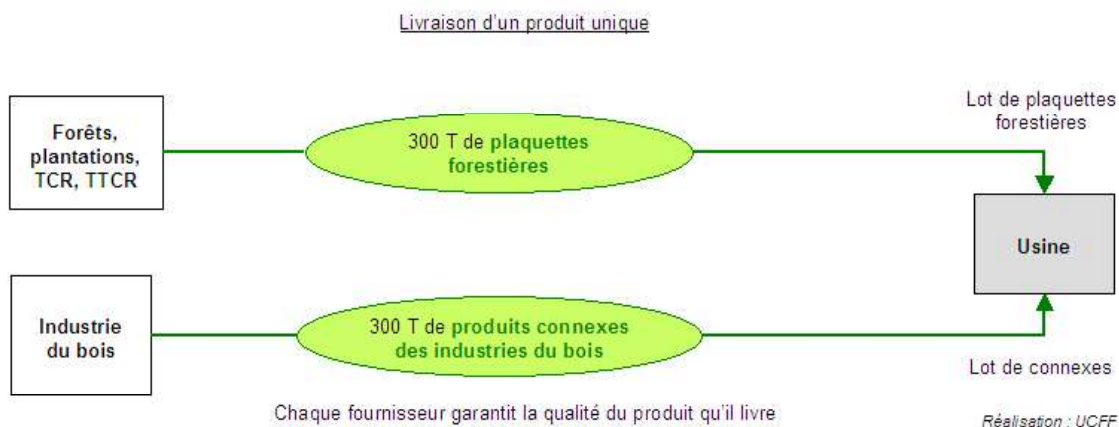 Livraison d'un produit unique
Forêts,
plantations,
TCR, TTCR
300 T de plaquettes
forestières
Lot de plaquettes
forestières
Usine
Industrie
du bois
300 T de produits connexes
des industries du bois
Lot de connexes
Chaque fournisseur garantit la qualité du produit qu'il livre
Réalisation : UCFF